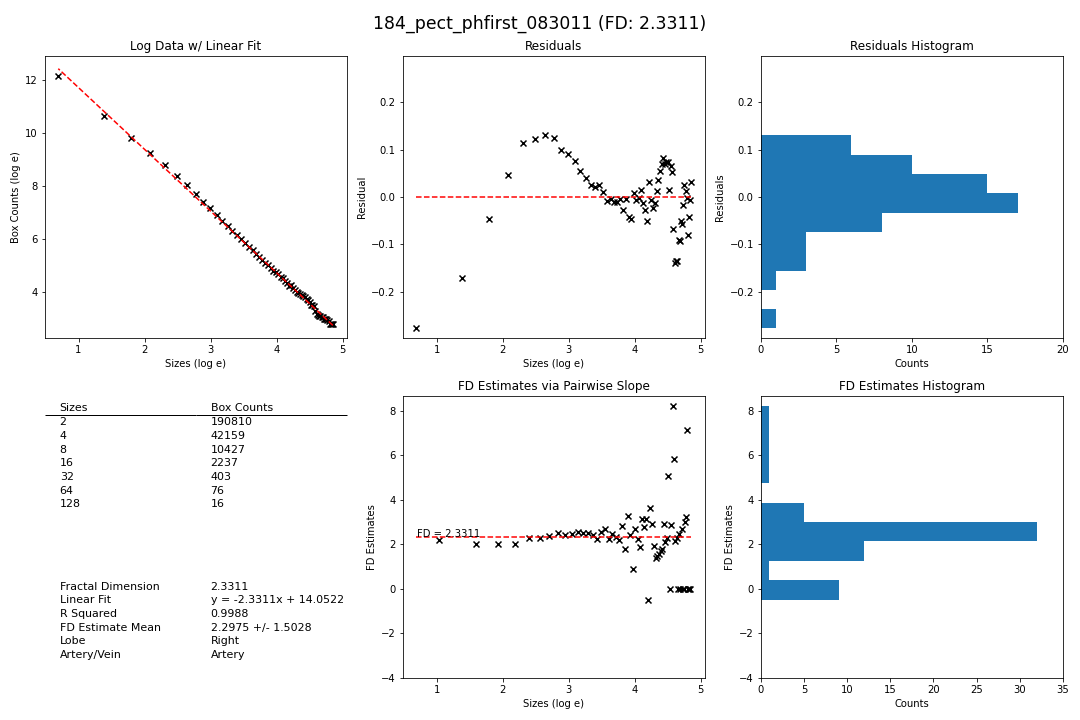 184_pect_phfirst_083011 (FD: 2.3311)
Log Data w/ Linear Fit
Box Counts (log e)
12
10
8
6
4
1 2 3 4 5
Sizes (log e)
Residuals
Residual
0.2
0.1
0.0
−0.1
−0.2
1 2 3 4 5
Sizes (log e)
Residuals Histogram
Residuals
0.2
0.1
0.0
−0.1
−0.2
0 5 10 15 20
Counts
Sizes Box Counts
2 190810
4 42159
8 10427
16 2237
32 403
64 76
128 16
Fractal Dimension 2.3311
Linear Fit y = -2.3311x + 14.0522
R Squared 0.9988
FD Estimate Mean 2.2975 +/- 1.5028
Lobe Right
Artery/Vein Artery
FD Estimates via Pairwise Slope
FD Estimates
8
6
4
2
0
−2
−4
FD = 2.3311
1 2 3 4 5
Sizes (log e)
FD Estimates Histogram
FD Estimates
8
6
4
2
0
−2
−4
0 5 10 15 20 25 30 35
Counts